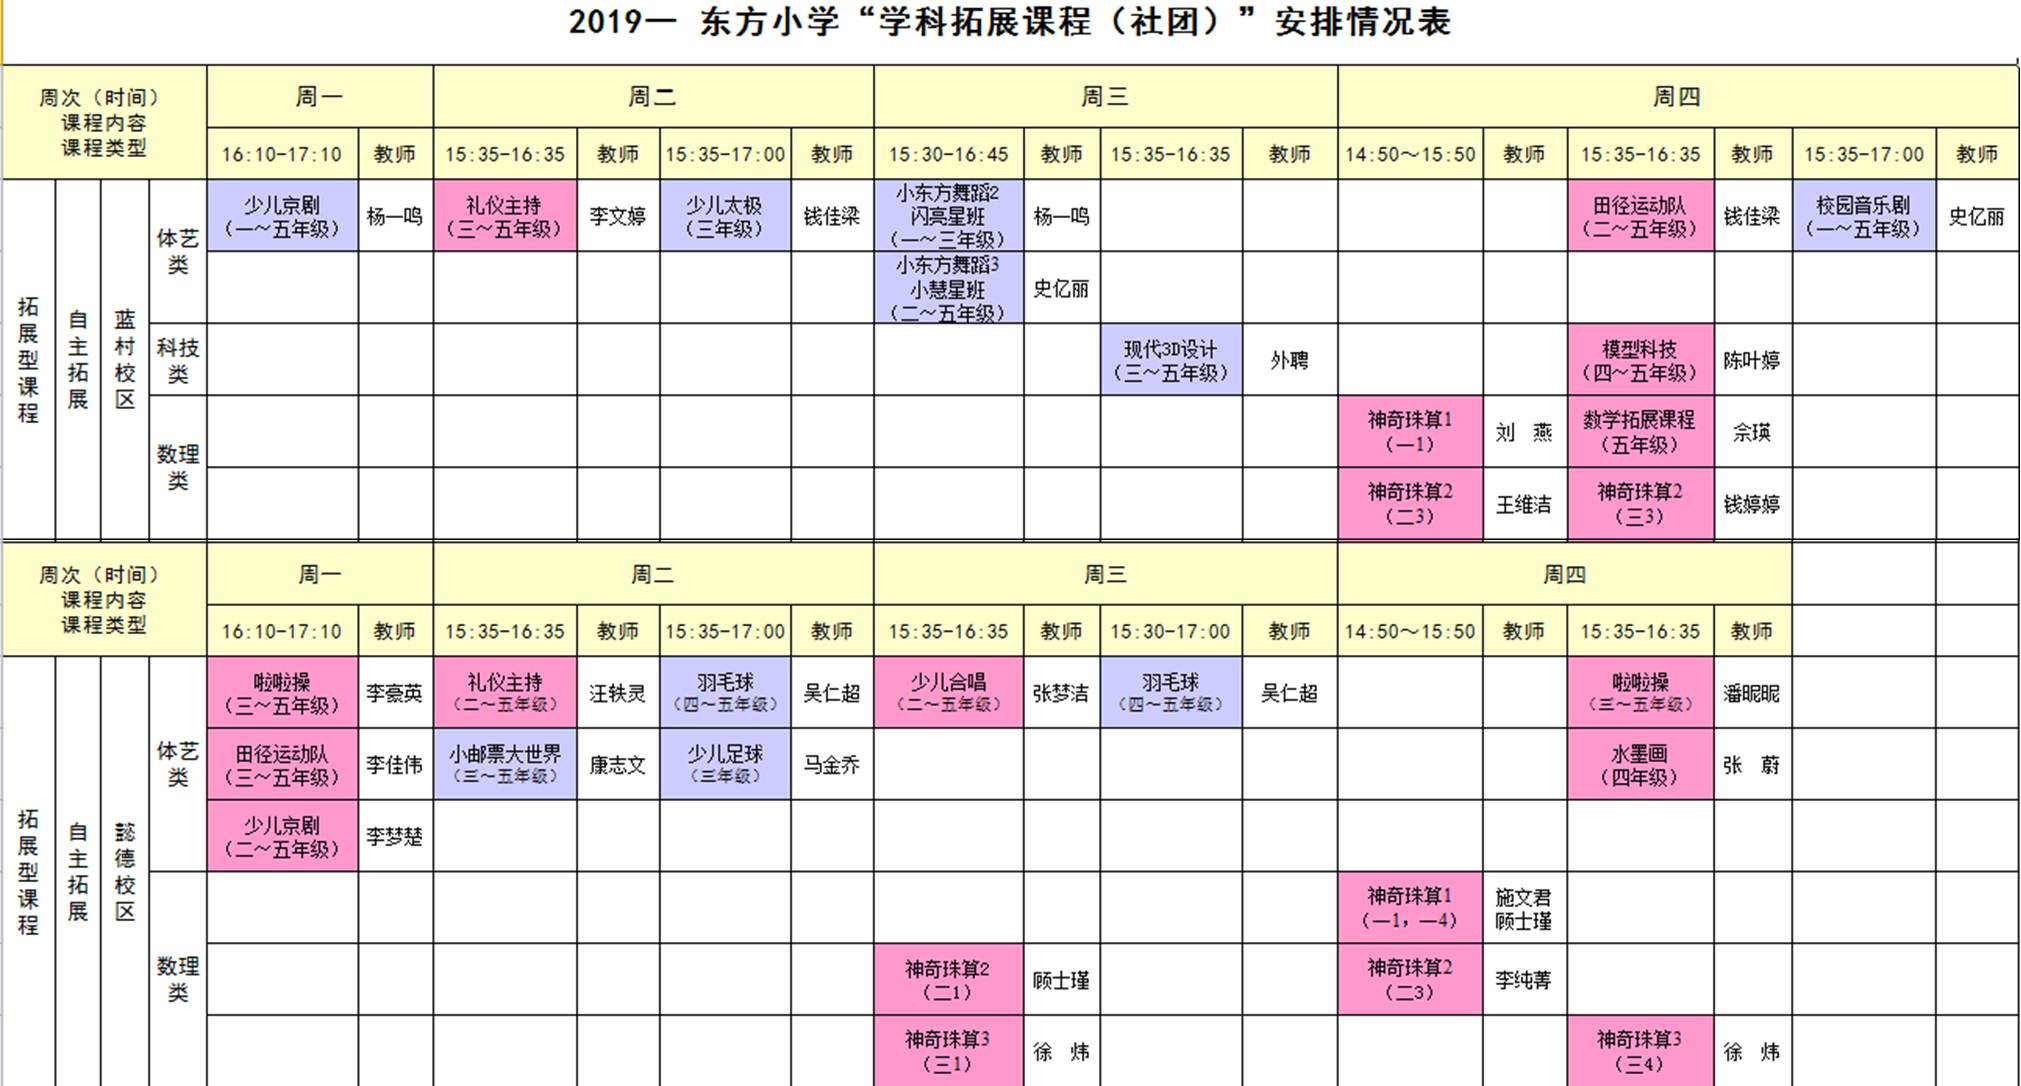 2019一 东方小学“学科拓展课程（社团）”安排情况表
周次（时间）
课程内容
课程类型
周一 周二 周三 周四
16:10-17:10 教师 15:35-16:35 教师 15:35-17:00 教师 15:30-16:45 教师 15:35-16:35 教师 14:50～15:50 教师 15:35-16:35 教师 15:35-17:00 教师
拓展型课程
自主拓展
蓝村校区
体艺类
少儿京剧
（一～五年级）
杨一鸣
礼仪主持
（三～五年级）
李文婷
少儿太极
（三年级）
钱佳梁
小东方舞蹈2
闪亮星班
（一～三年级）
杨一鸣
田径运动队
（二～五年级）
钱佳梁
校园音乐剧
（一～五年级）
史亿丽
小东方舞蹈3
小慧星班
（二～五年级）
史亿丽
科技类
现代3D设计
（三～五年级）
外聘
模型科技
（四～五年级）
陈叶婷
数理类
神奇珠算1
（一1）
刘 燕
数学拓展课程
（五年级）
佘瑛
神奇珠算2
（二3）
王维洁
神奇珠算2
（三3）
钱婷婷
周次（时间）
课程内容
课程类型
周一 周二 周三 周四
16:10-17:10 教师 15:35-16:35 教师 15:35-17:00 教师 15:35-16:35 教师 15:30-17:00 教师 14:50～15:50 教师 15:35-16:35 教师
拓展型课程
自主拓展
懿德校区
体艺类
啦啦操
（三～五年级）
李豪英
礼仪主持
（二～五年级）
汪轶灵
羽毛球
（四～五年级）
吴仁超
少儿合唱
（二～五年级）
张梦洁
羽毛球
（四～五年级）
吴仁超
啦啦操
（三～五年级）
潘昵昵
田径运动队
（三～五年级）
李佳伟
小邮票大世界
（三～五年级）
康志文
少儿足球
（三年级）
马金乔
水墨画
（四年级）
张 蔚
少儿京剧
（二～五年级）
李梦楚
数理类
神奇珠算1
（一1，一4）
施文君
顾士瑾
神奇珠算2
（二1）
顾士瑾
神奇珠算2
（二3）
李纯菁
神奇珠算3
（三1）
徐 炜
神奇珠算3
（三4）
徐 炜